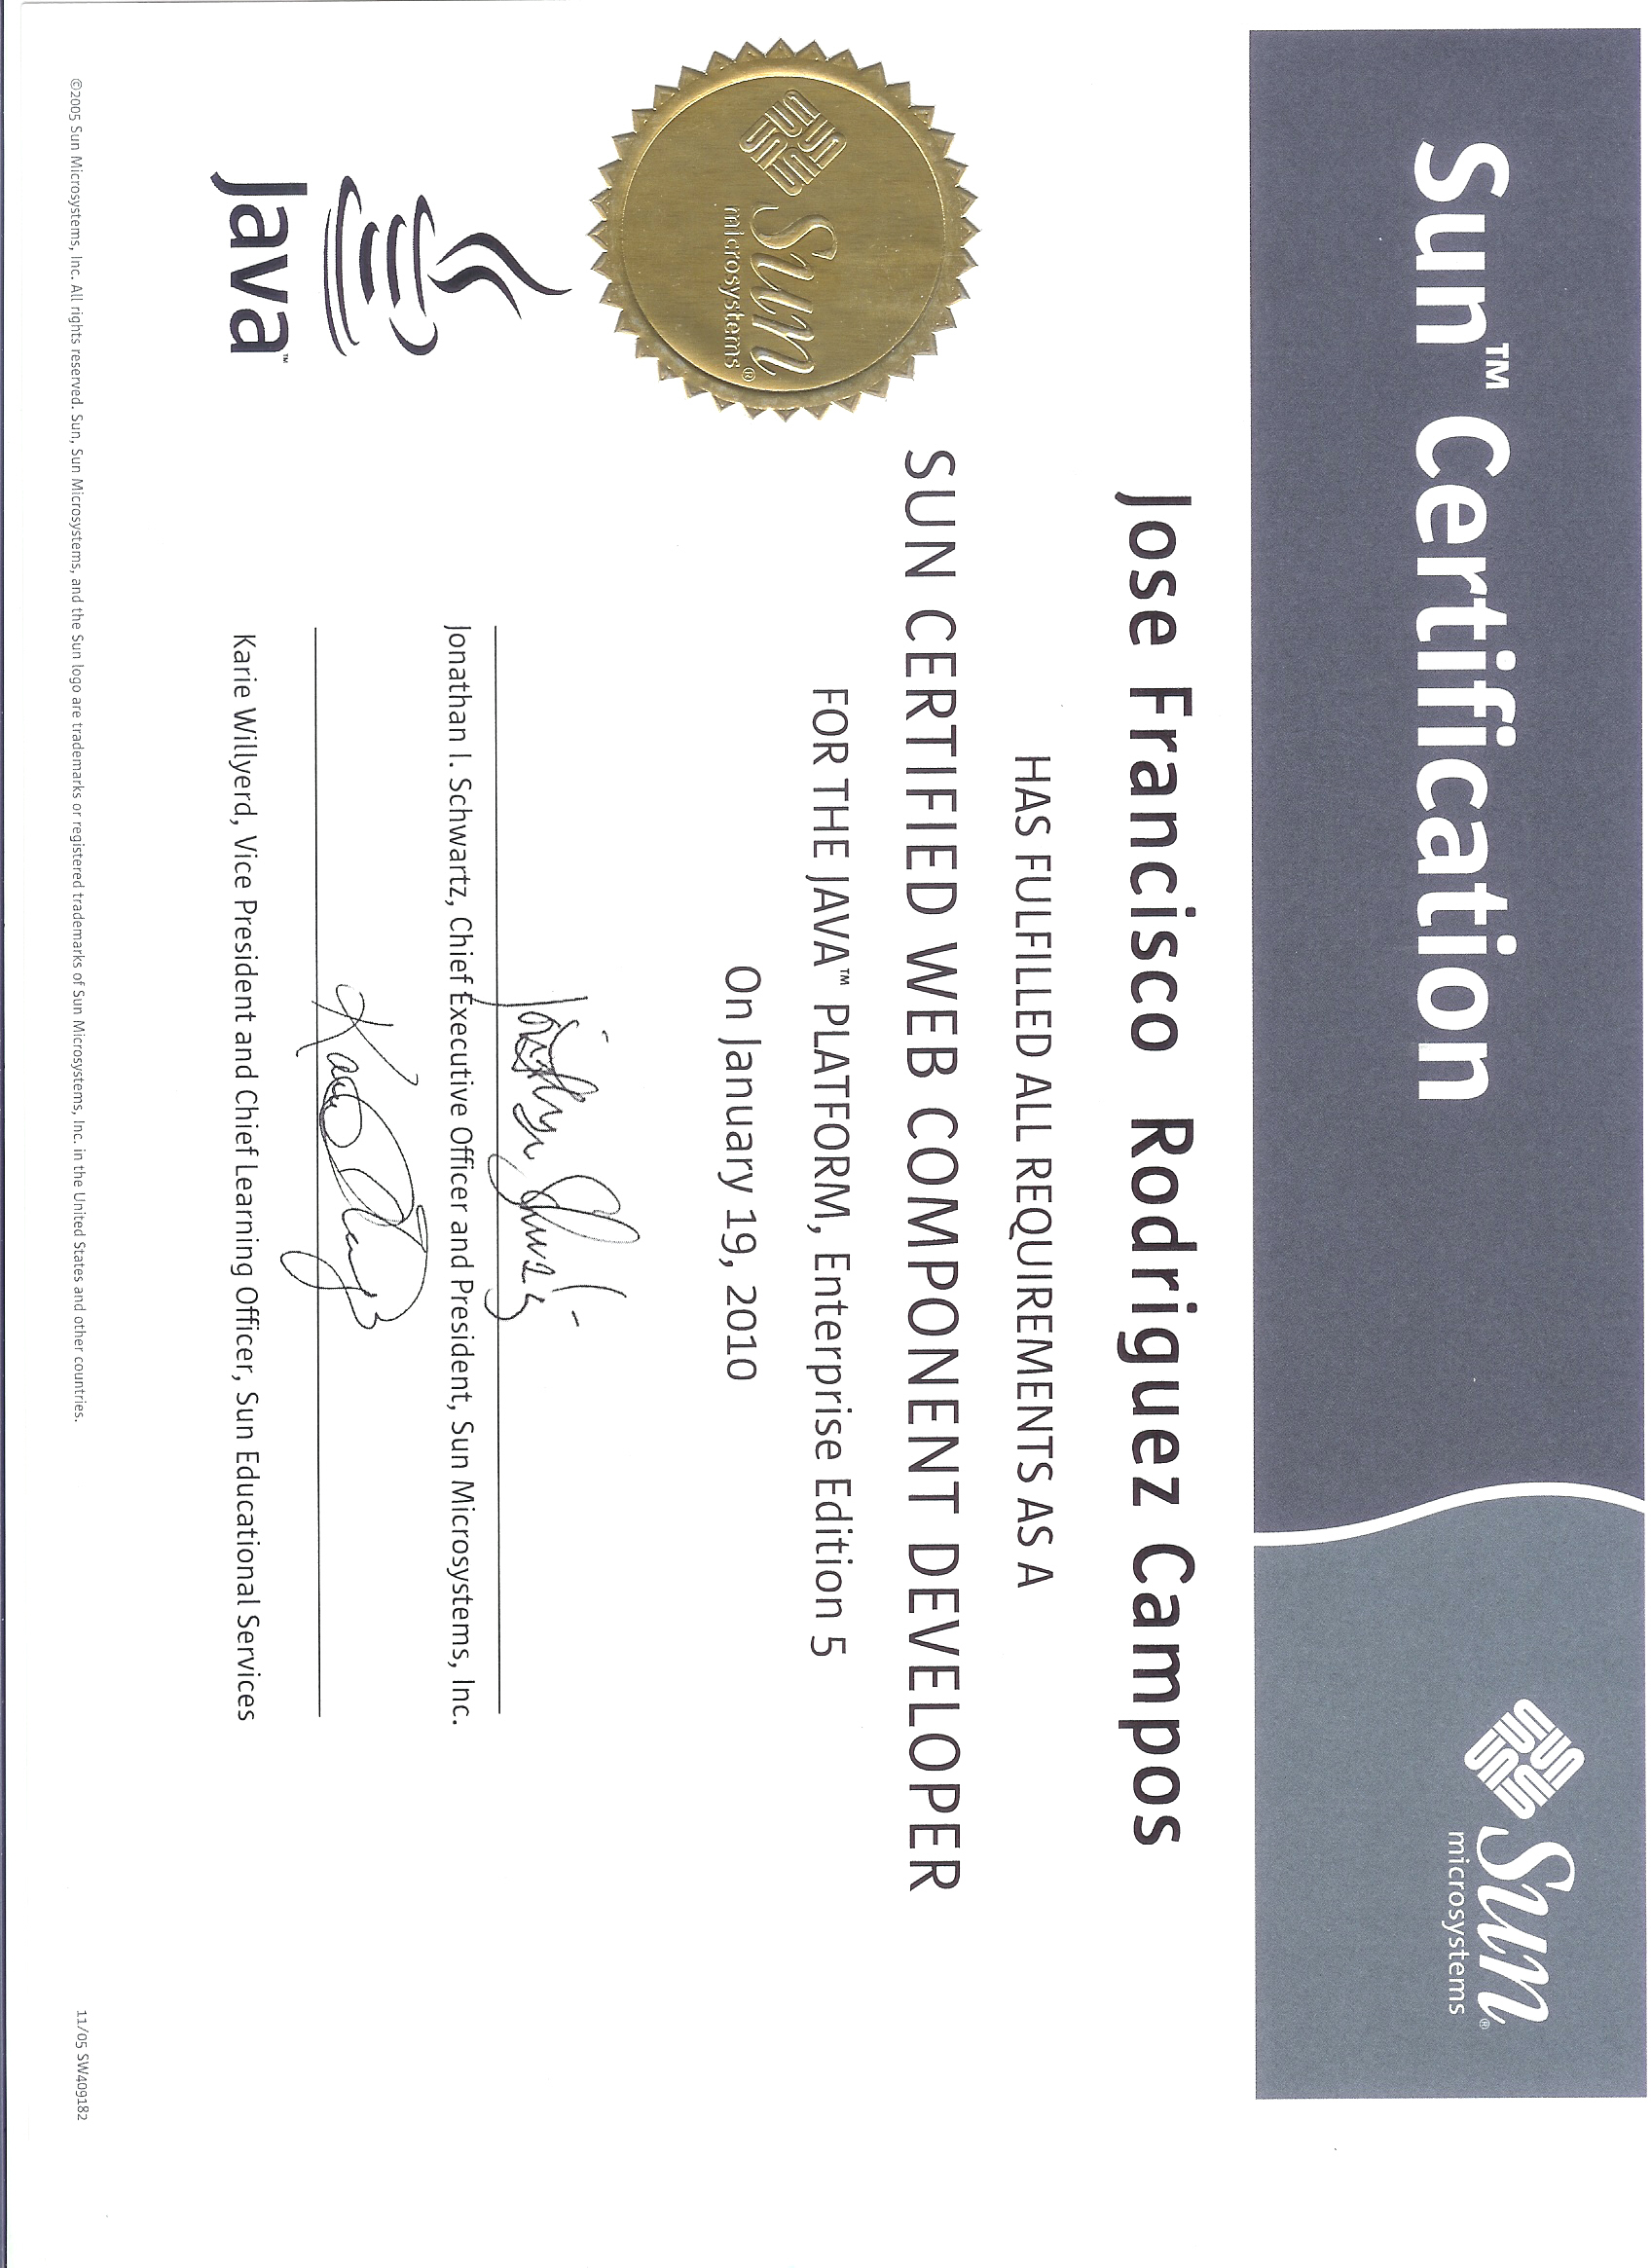 Sun™ Certification
Sun
microsystems®
Jose Francisco Rodriguez Campos
HAS FULFILLED ALL REQUIREMENTS AS A
SUN CERTIFIED WEB COMPONENT DEVELOPER
FOR THE JAVA™ PLATFORM, Enterprise Edition 5
On January 19, 2010
Sun
microsystems®
Jonathan I. Schwartz, Chief Executive Officer and President, Sun Microsystems, Inc.
Java™
Karie Willyerd, Vice President and Chief Learning Officer, Sun Educational Services
©2005 Sun Microsystems, Inc. All rights reserved. Sun, Sun Microsystems, and the Sun logo are trademarks or registered trademarks of Sun Microsystems, Inc. in the United States and other countries.
11/05 SW409182